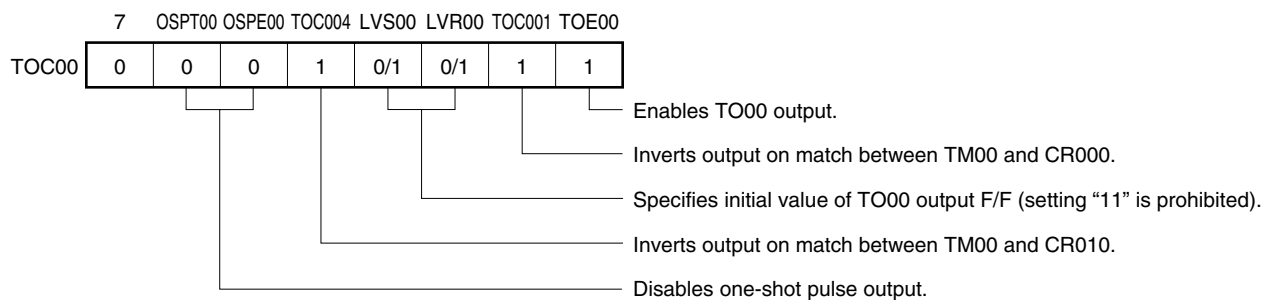 7 OSPT00 OSPE00 TOC004 LVS00 LVR00 TOC001 TOE00
TOC00 0 0 0 1 0/1 0/1 1 1
Enables TO00 output.
Inverts output on match between TM00 and CR000.
Specifies initial value of TO00 output F/F (setting “11” is prohibited).
Inverts output on match between TM00 and CR010.
Disables one-shot pulse output.